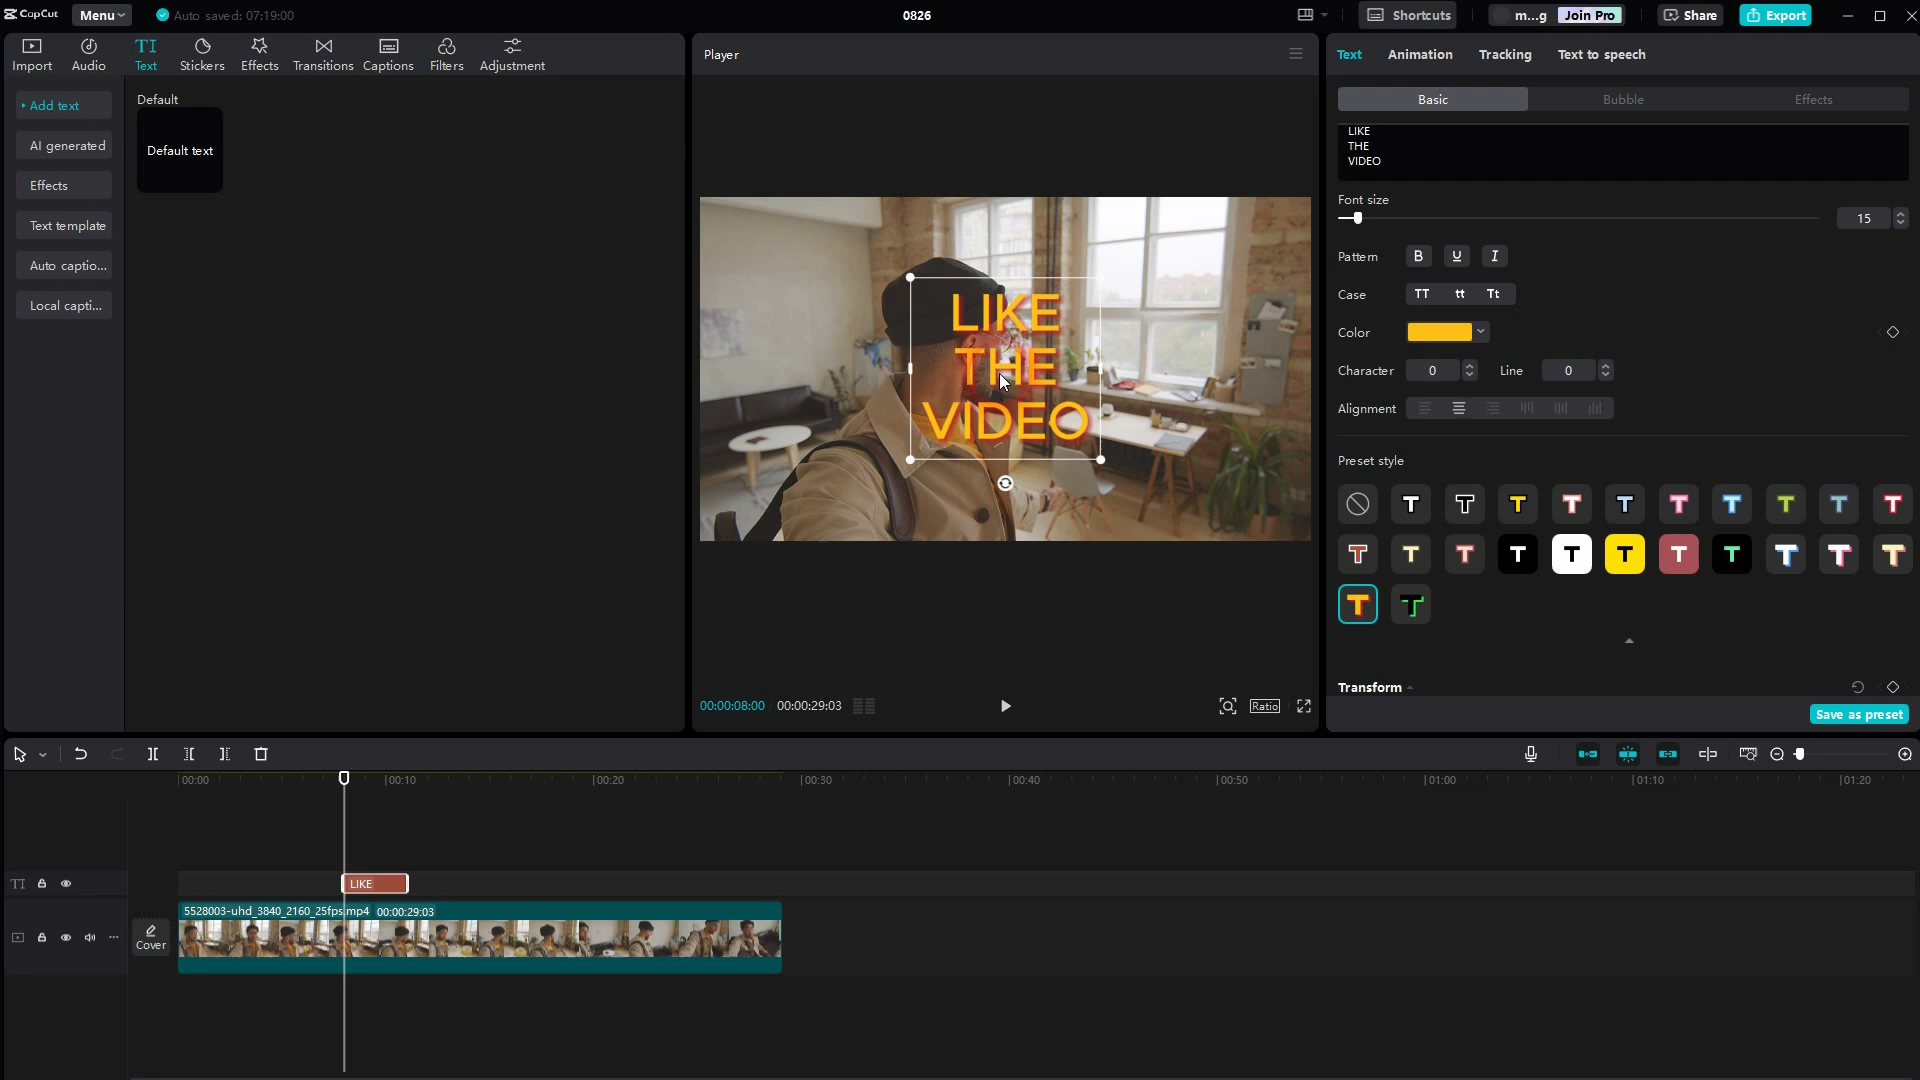 CapCut
Menu
Auto saved: 07:19:00
0826
Shortcuts
m...g
Join Pro
Share
Export
Import
Audio
TI
Text
Stickers
Effects
Transitions
Captions
Filters
Adjustment
Add text
AI generated
Effects
Text template
Auto captio...
Local capti...
Default
Default text
Player
LIKE
THE
VIDEO
00:00:08:00
00:00:29:03
Ratio
Text
Animation
Tracking
Text to speech
Basic
Bubble
Effects
LIKE
THE
VIDEO
Font size
15
Pattern
B U I
Case
TT tt Tt
Color
Character
0
Line
0
Alignment
Preset style
T T T T T T T T T T
T T T T T T T T T T T
T T
Transform
Save as preset
00:00
00:10
00:20
00:30
00:40
00:50
01:00
01:10
01:20
TI
LIKE
Cover
5528003-uhd_3840_2160_25fps.mp4
00:00:29:03